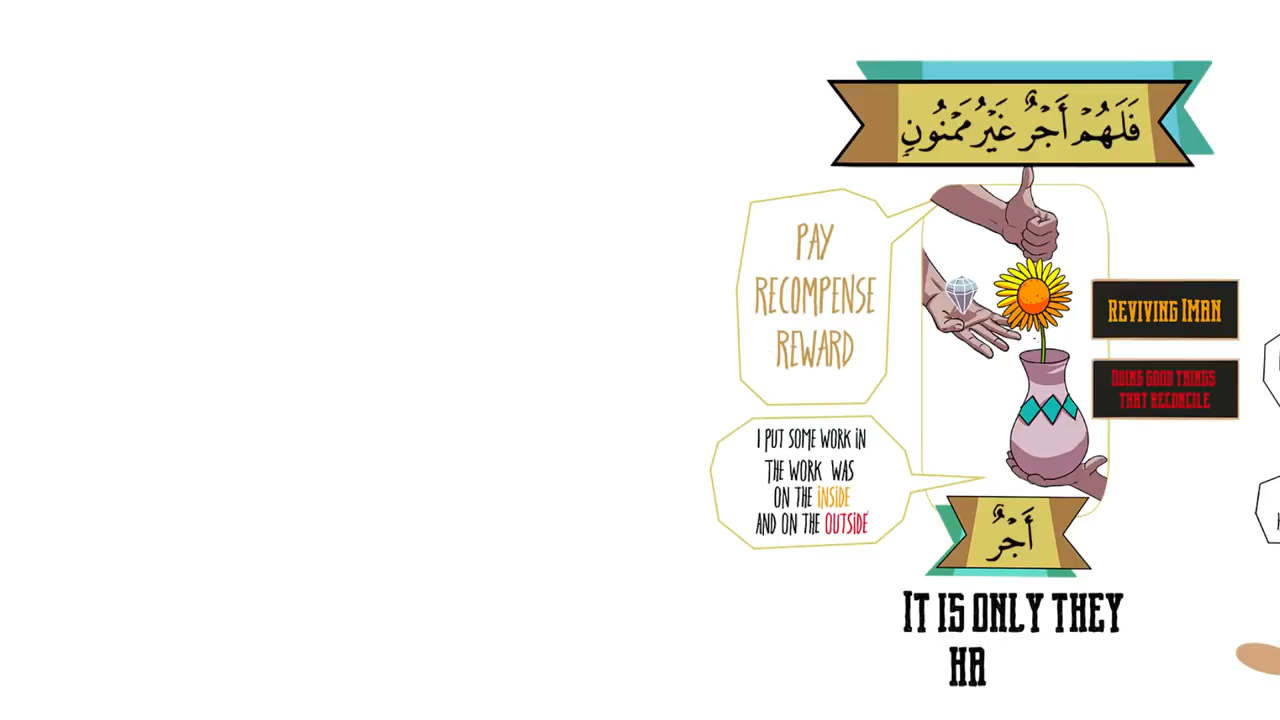 فَلَهُمْ أَجْرٌ غَيْرُ مَمْنُونٍ
PAY
RECOMPENSE
REWARD
REVIVING IMAN
DOING GOOD THINGS
THAT RECONCILE
I PUT SOME WORK IN
THE WORK WAS
ON THE INSIDE
AND ON THE OUTSIDE
أَجْرٌ
IT IS ONLY THEY
HA